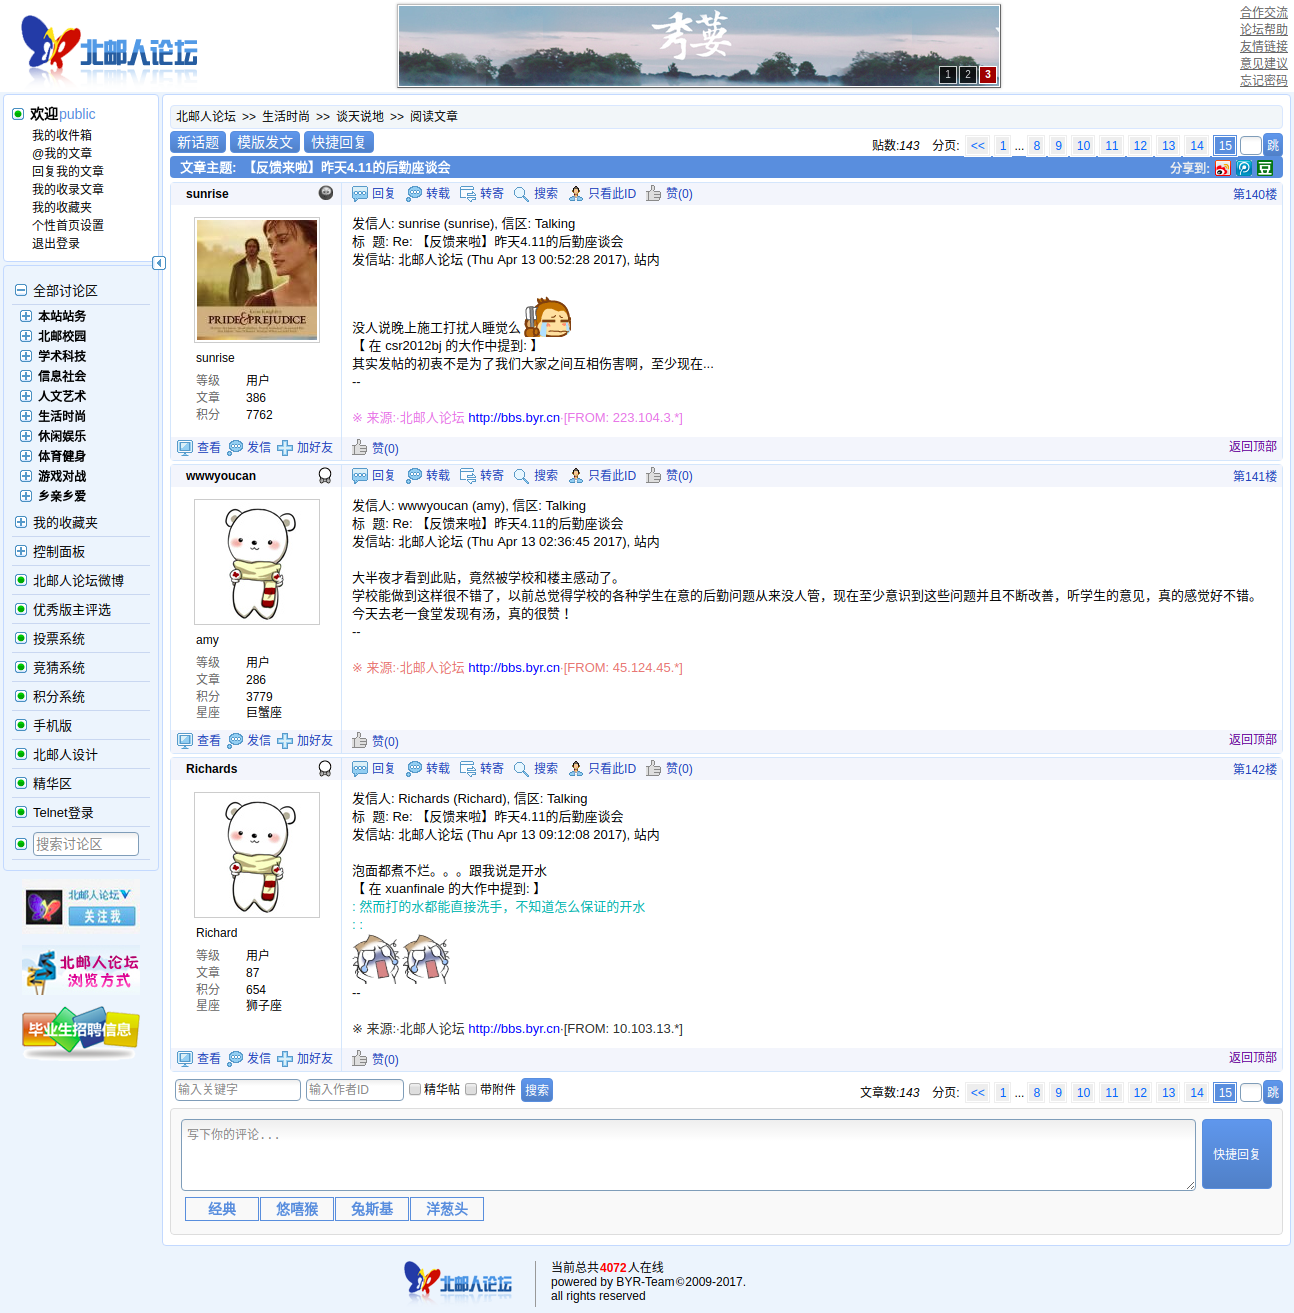 北邮人论坛
秀蒌
1 2 3
合作交流
论坛帮助
友情链接
意见建议
忘记密码
欢迎public
我的收件箱
@我的文章
回复我的文章
我的收录文章
我的收藏夹
个性首页设置
退出登录
全部讨论区
本站站务
北邮校园
学术科技
信息社会
人文艺术
生活时尚
休闲娱乐
体育健身
游戏对战
乡亲乡爱
我的收藏夹
控制面板
北邮人论坛微博
优秀版主评选
投票系统
竞猜系统
积分系统
手机版
北邮人设计
精华区
Telnet登录
搜索讨论区
北邮人论坛
关注我
北邮人论坛
浏览方式
毕业生招聘信息
北邮人论坛 >> 生活时尚 >> 谈天说地 >> 阅读文章
新话题 模版发文 快捷回复
贴数:143 分页: << 1 ... 8 9 10 11 12 13 14 15 跳
文章主题: 【反馈来啦】昨天4.11的后勤座谈会
分享到: 豆
sunrise
回复 转载 转寄 搜索 只看此ID 赞(0)
第140楼
PRIDE & PREJUDICE
sunrise
等级 用户
文章 386
积分 7762
发信人: sunrise (sunrise), 信区: Talking
标 题: Re: 【反馈来啦】昨天4.11的后勤座谈会
发信站: 北邮人论坛 (Thu Apr 13 00:52:28 2017), 站内
没人说晚上施工打扰人睡觉么
【 在 csr2012bj 的大作中提到: 】
其实发帖的初衷不是为了我们大家之间互相伤害啊，至少现在...
--
※ 来源:·北邮人论坛 http://bbs.byr.cn·[FROM: 223.104.3.*]
查看 发信 加好友 赞(0)
返回顶部
wwwyoucan
回复 转载 转寄 搜索 只看此ID 赞(0)
第141楼
amy
等级 用户
文章 286
积分 3779
星座 巨蟹座
发信人: wwwyoucan (amy), 信区: Talking
标 题: Re: 【反馈来啦】昨天4.11的后勤座谈会
发信站: 北邮人论坛 (Thu Apr 13 02:36:45 2017), 站内
大半夜才看到此贴，竟然被学校和楼主感动了。
学校能做到这样很不错了，以前总觉得学校的各种学生在意的后勤问题从来没人管，现在至少意识到这些问题并且不断改善，听学生的意见，真的感觉好不错。
今天去老一食堂发现有汤，真的很赞！
--
※ 来源:·北邮人论坛 http://bbs.byr.cn·[FROM: 45.124.45.*]
查看 发信 加好友 赞(0)
返回顶部
Richards
回复 转载 转寄 搜索 只看此ID 赞(0)
第142楼
Richard
等级 用户
文章 87
积分 654
星座 狮子座
发信人: Richards (Richard), 信区: Talking
标 题: Re: 【反馈来啦】昨天4.11的后勤座谈会
发信站: 北邮人论坛 (Thu Apr 13 09:12:08 2017), 站内
泡面都煮不烂。。。跟我说是开水
【 在 xuanfinale 的大作中提到: 】
: 然而打的水都能直接洗手，不知道怎么保证的开水
: :
--
※ 来源:·北邮人论坛 http://bbs.byr.cn·[FROM: 10.103.13.*]
查看 发信 加好友 赞(0)
返回顶部
输入关键字 输入作者ID 精华帖 带附件 搜索
文章数:143 分页: << 1 ... 8 9 10 11 12 13 14 15 跳
写下你的评论...
快捷回复
经典 悠嘻猴 兔斯基 洋葱头
北邮人论坛
当前总共4072人在线
powered by BYR-Team©2009-2017.
all rights reserved